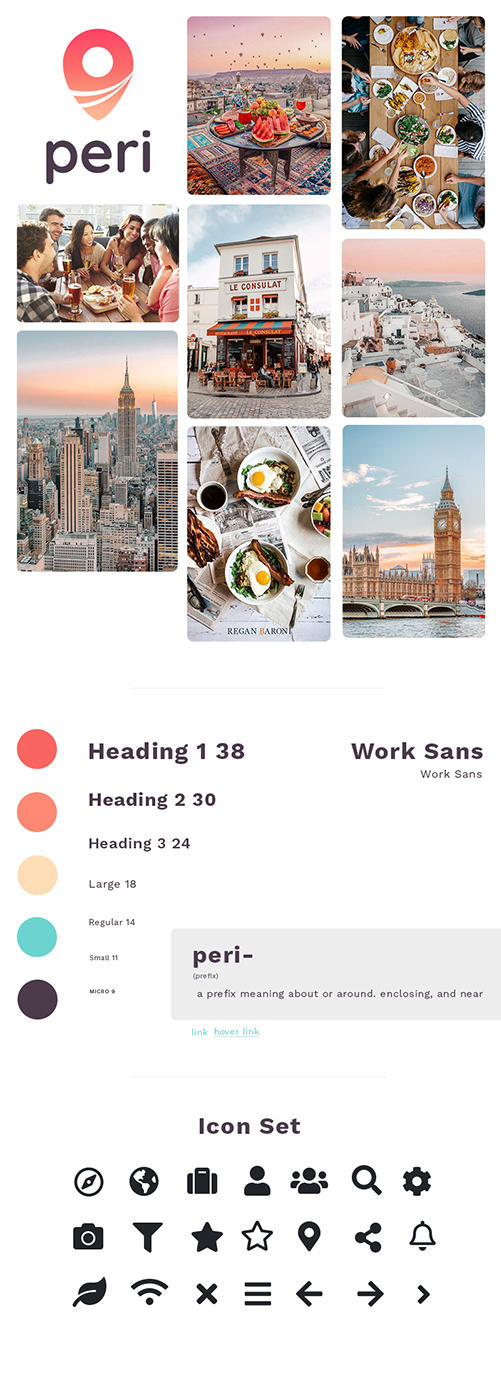 peri
LE CONSULAT
RESTAURANT LE CONSULAT
REGAN BARONI
Heading 1 38
Work Sans
Work Sans
Heading 2 30
Heading 3 24
Large 18
Regular 14
Small 11
MICRO 9
peri-
(prefix)
a prefix meaning about or around. enclosing, and near
link hover link
Icon Set